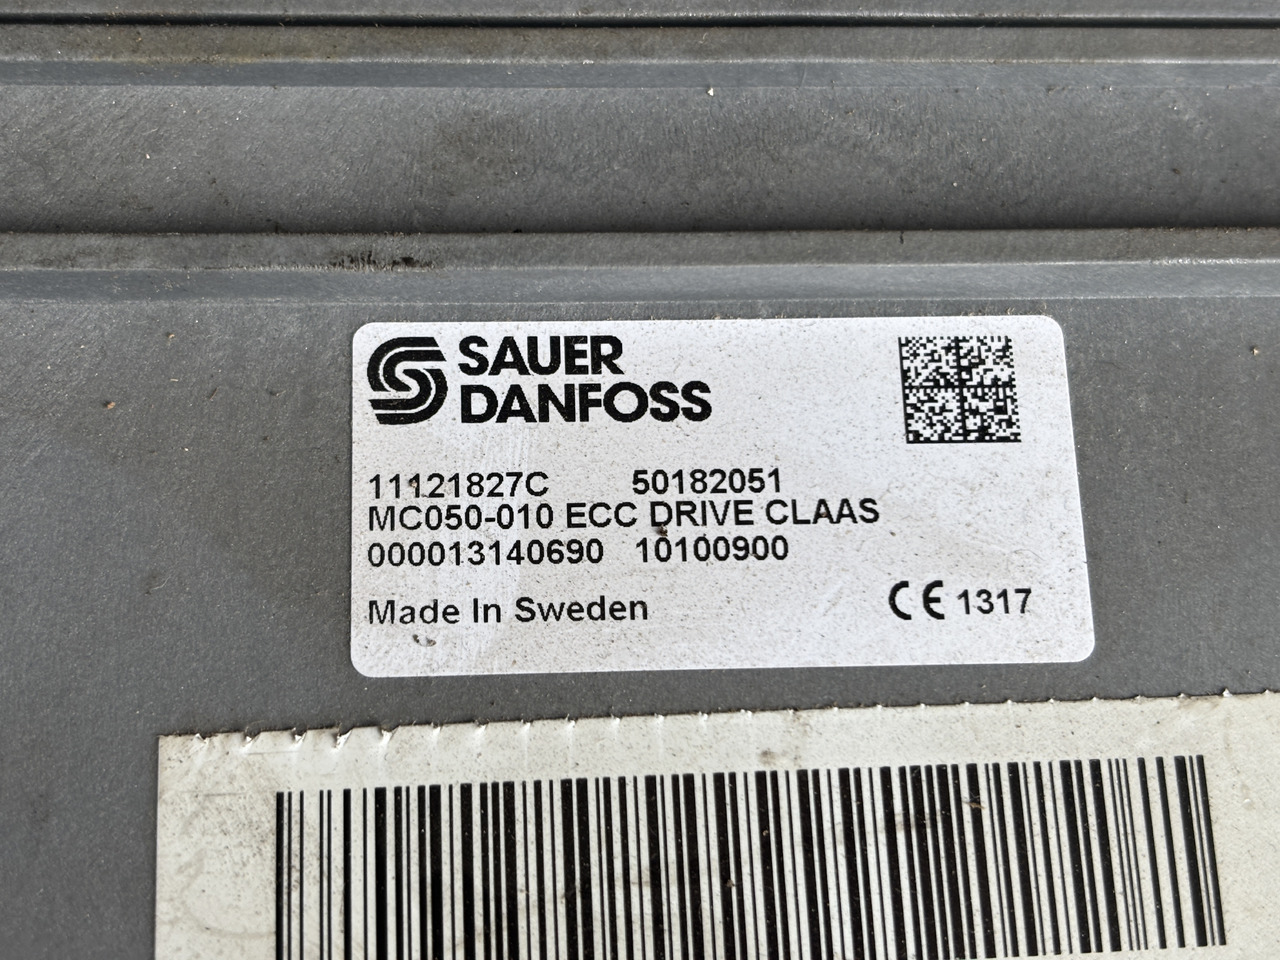 SAUER
DANFOSS
11121827C 50182051
MC050-010 ECC DRIVE CLAAS
000013140690 10100900
Made In Sweden CE 1317